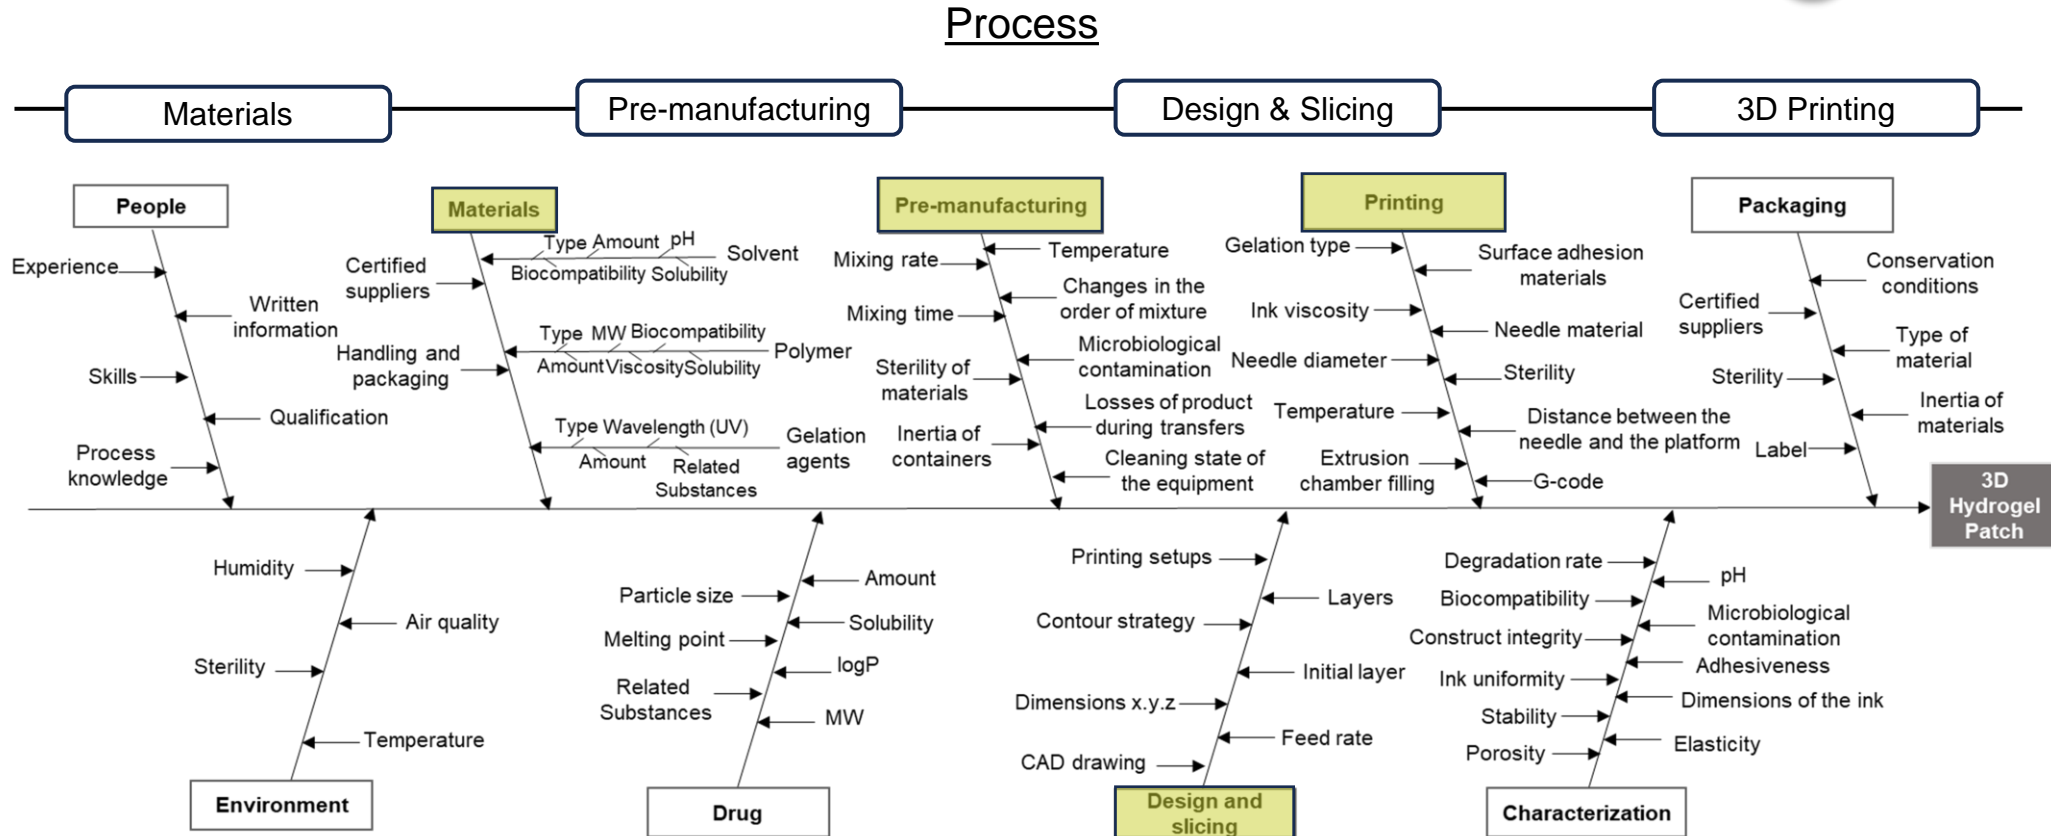 Process
Materials
Pre-manufacturing
Design & Slicing
3D Printing
People
Experience
Written
information
Skills
Qualification
Process
knowledge
Materials
Type Amount pH
Solvent
Biocompatibility Solubility
Certified
suppliers
Type MW Biocompatibility
Polymer
Amount Viscosity Solubility
Handling and
packaging
Type Wavelength (UV)
Gelation
agents
Amount
Related
Substances
Pre-manufacturing
Temperature
Mixing rate
Changes in the
order of mixture
Mixing time
Microbiological
contamination
Sterility of
materials
Losses of product
during transfers
Inertia of
containers
Cleaning state of
the equipment
Printing
Gelation type
Surface adhesion
materials
Ink viscosity
Needle material
Needle diameter
Sterility
Temperature
Distance between the
needle and the platform
Extrusion
chamber filling
G-code
Packaging
Conservation
conditions
Certified
suppliers
Type of
material
Sterility
Inertia of
materials
Label
3D
Hydrogel
Patch
Humidity
Air quality
Sterility
Temperature
Environment
Amount
Particle size
Solubility
Melting point
logP
Related
Substances
MW
Drug
Printing setups
Layers
Contour strategy
Initial layer
Dimensions x.y.z
Feed rate
CAD drawing
Design and
slicing
Degradation rate
pH
Biocompatibility
Microbiological
contamination
Construct integrity
Adhesiveness
Ink uniformity
Dimensions of the ink
Stability
Elasticity
Porosity
Characterization